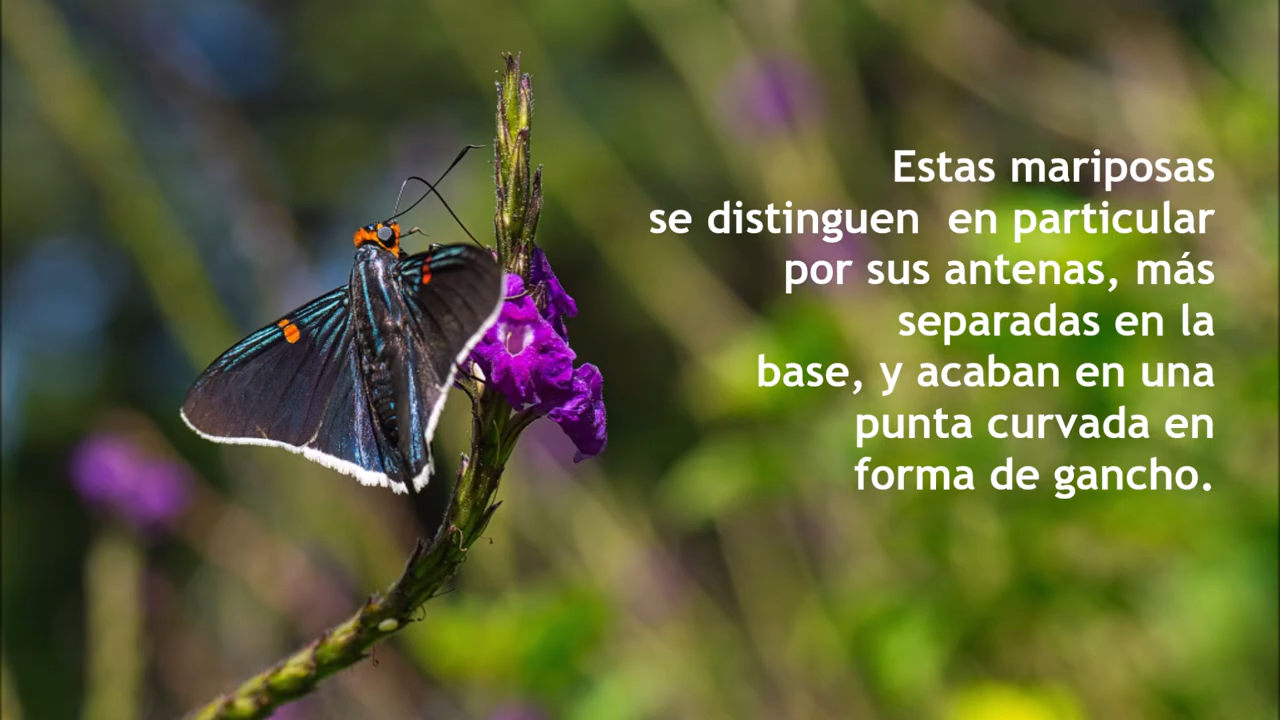 Estas mariposas
se distinguen  en particular
por sus antenas, más
separadas en la
base, y acaban en una
punta curvada en
forma de gancho.